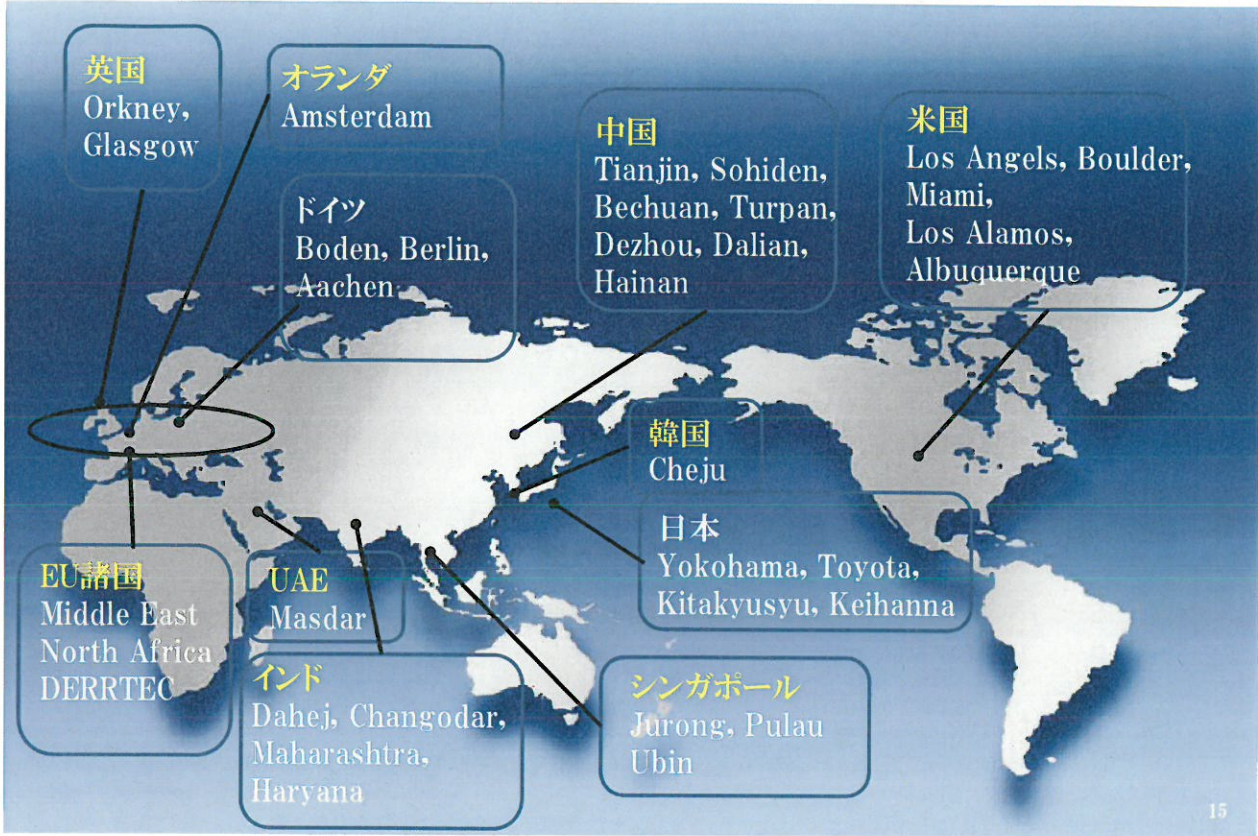 英国
Orkney,
Glasgow
オランダ
Amsterdam
ドイツ
Boden, Berlin,
Aachen
中国
Tianjin, Sohiden,
Bechuan, Turpan,
Dezhou, Dalian,
Hainan
米国
Los Angels, Boulder,
Miami,
Los Alamos,
Albuquerque
韓国
Cheju
日本
Yokohama, Toyota,
Kitakyusyu, Keihanna
EU諸国
Middle East
North Africa
DERRTEC
UAE
Masdar
インド
Dahej, Changodar,
Maharashtra,
Haryana
シンガポール
Jurong, Pulau
Ubin
15